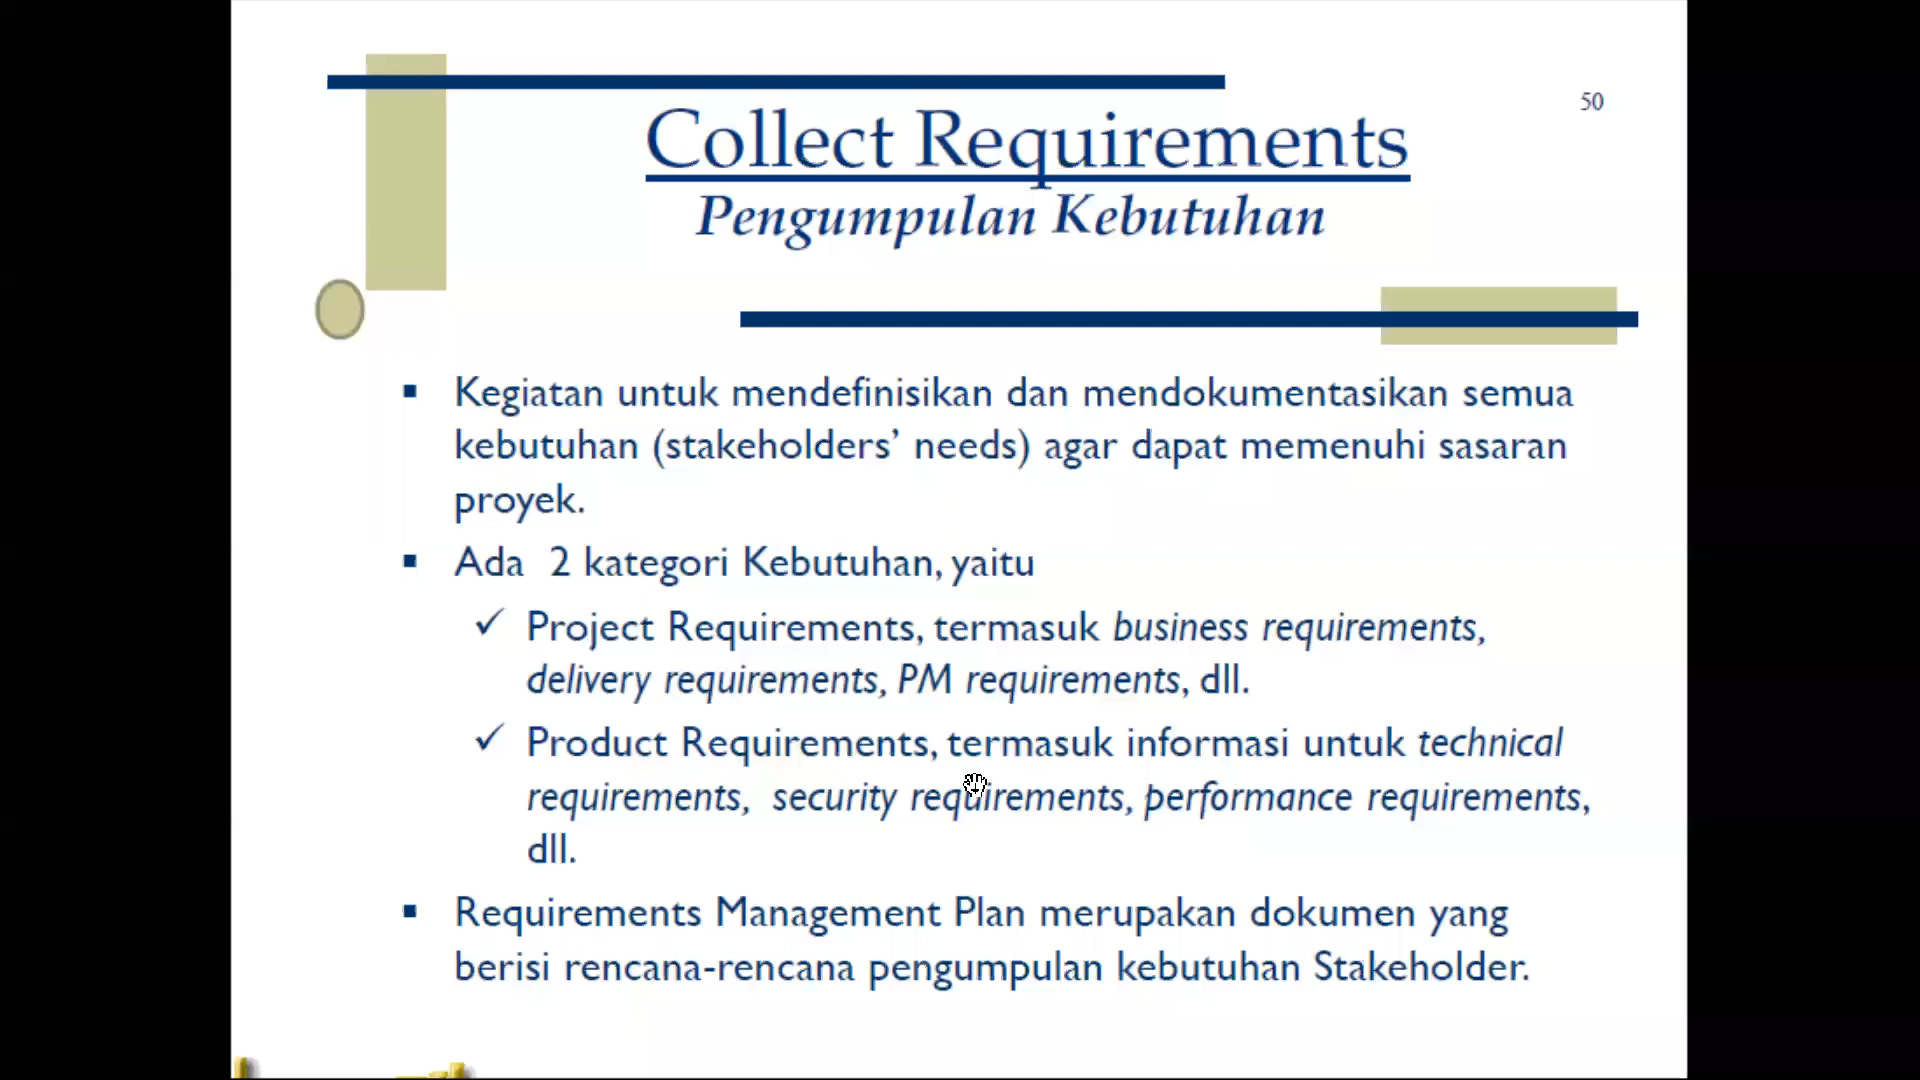 50
Collect Requirements
Pengumpulan Kebutuhan
▪ Kegiatan untuk mendefinisikan dan mendokumentasikan semua
kebutuhan (stakeholders’ needs) agar dapat memenuhi sasaran
proyek.
▪ Ada 2 kategori Kebutuhan, yaitu
✓ Project Requirements, termasuk business requirements,
delivery requirements, PM requirements, dll.
✓ Product Requirements, termasuk informasi untuk technical
requirements, security requirements, performance requirements,
dll.
▪ Requirements Management Plan merupakan dokumen yang
berisi rencana-rencana pengumpulan kebutuhan Stakeholder.